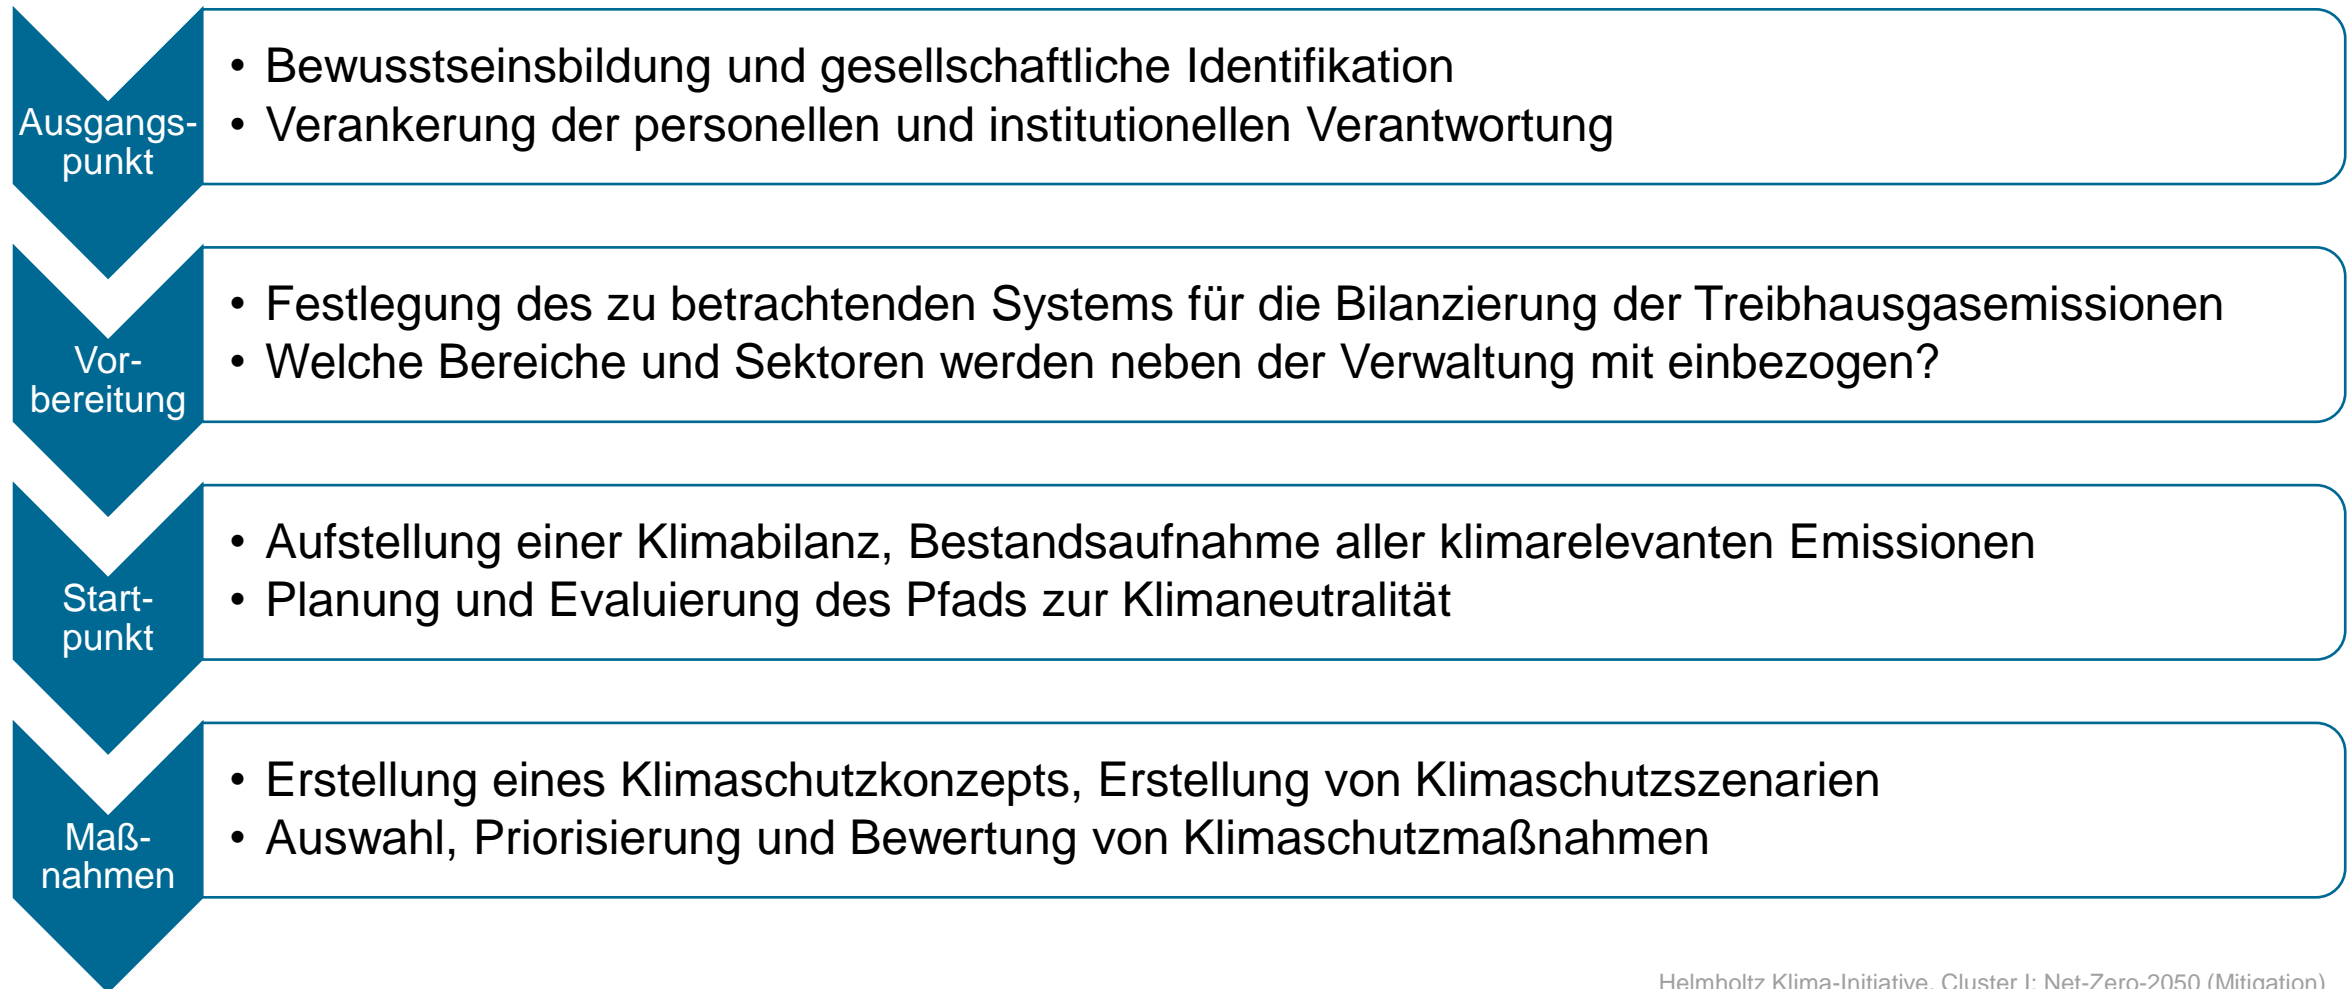 Ausgangs-
punkt
• Bewusstseinsbildung und gesellschaftliche Identifikation
• Verankerung der personellen und institutionellen Verantwortung
Vor-
bereitung
• Festlegung des zu betrachtenden Systems für die Bilanzierung der Treibhausgasemissionen
• Welche Bereiche und Sektoren werden neben der Verwaltung mit einbezogen?
Start-
punkt
• Aufstellung einer Klimabilanz, Bestandsaufnahme aller klimarelevanten Emissionen
• Planung und Evaluierung des Pfads zur Klimaneutralität
Maß-
nahmen
• Erstellung eines Klimaschutzkonzepts, Erstellung von Klimaschutzszenarien
• Auswahl, Priorisierung und Bewertung von Klimaschutzmaßnahmen
Helmholtz Klima-Initiative, Cluster I: Net-Zero-2050 (Mitigation)